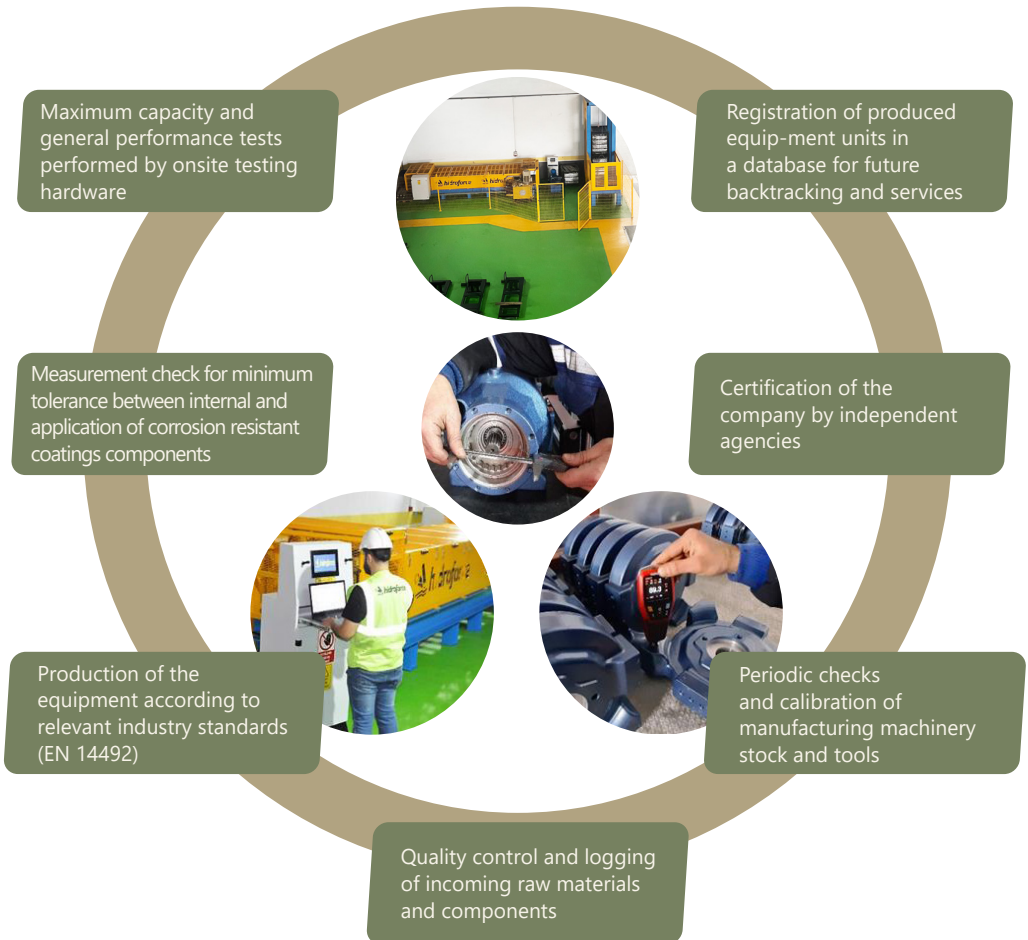 Maximum capacity and
general performance tests
performed by onsite testing
hardware
Registration of produced
equip-ment units in
a database for future
backtracking and services
hidroforce
hidroforce
Measurement check for minimum
tolerance between internal and
application of corrosion resistant
coatings components
Certification of the
company by independent
agencies
hidroforce
hidroforce
Production of the
equipment according to
relevant industry standards
(EN 14492)
Periodic checks
and calibration of
manufacturing machinery
stock and tools
Quality control and logging
of incoming raw materials
and components